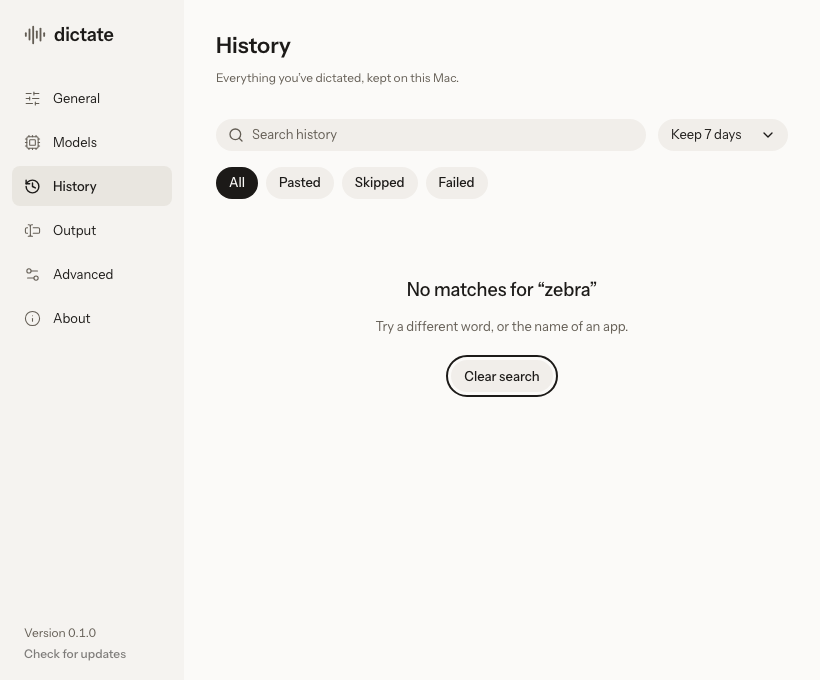 dictate
General
Models
History
Output
Advanced
About
Version 0.1.0
Check for updates
History
Everything you've dictated, kept on this Mac.
Search history
Keep 7 days
All
Pasted
Skipped
Failed
No matches for “zebra”
Try a different word, or the name of an app.
Clear search